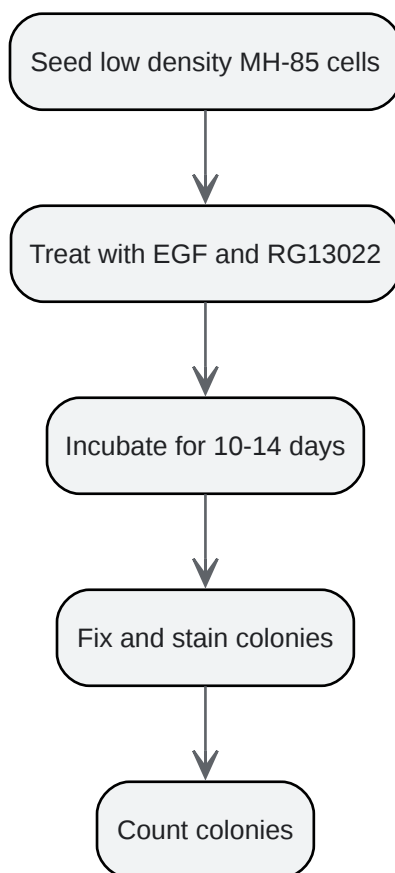 Seed low density MH-85 cells
Treat with EGF and RG13022
Incubate for 10-14 days
Fix and stain colonies
Count colonies